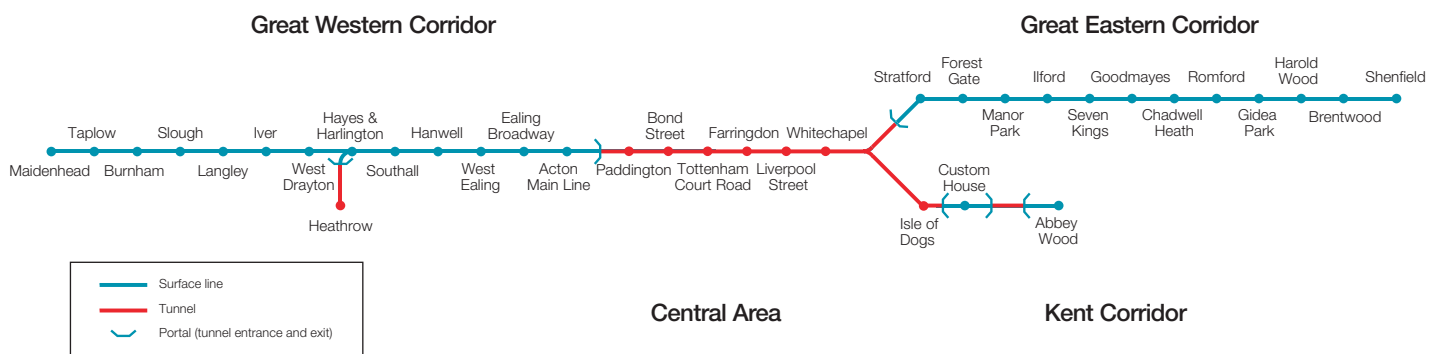 Great Western Corridor
Great Eastern Corridor
Maidenhead
Taplow
Burnham
Slough
Langley
Iver
West
Drayton
Hayes &
Harlington
Heathrow
Southall
Hanwell
West
Ealing
Ealing
Broadway
Acton
Main Line
Paddington
Bond
Street
Tottenham
Court Road
Farringdon
Liverpool
Street
Whitechapel
Stratford
Forest
Gate
Manor
Park
Ilford
Seven
Kings
Goodmayes
Chadwell
Heath
Romford
Gidea
Park
Harold
Wood
Brentwood
Shenfield
Isle of
Dogs
Custom
House
Abbey
Wood
Surface line
Tunnel
Portal (tunnel entrance and exit)
Central Area
Kent Corridor